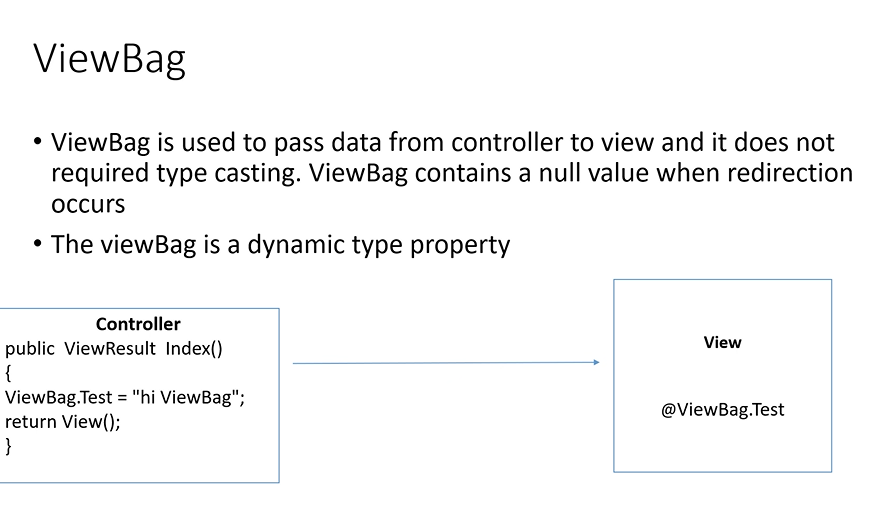 ViewBag
• ViewBag is used to pass data from controller to view and it does not
required type casting. ViewBag contains a null value when redirection
occurs
• The viewBag is a dynamic type property
Controller
public  ViewResult  Index()
{
ViewBag.Test = "hi ViewBag";
return View();
}
View
@ViewBag.Test